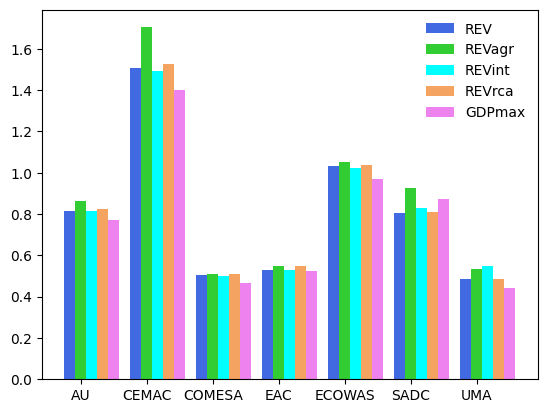 REV
REVagr
REVint
REVrca
GDPmax
1.6
1.4
1.2
1.0
0.8
0.6
0.4
0.2
0.0
AU CEMAC COMESA EAC ECOWAS SADC UMA